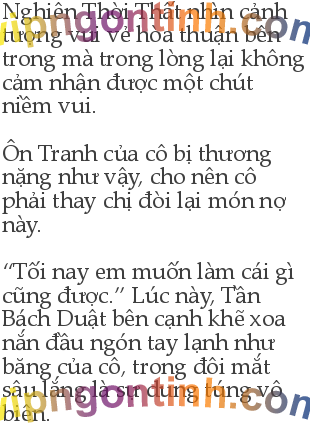 Nghiên Thời Thất nhìn cảnh
tượng vui vẻ hòa thuận bên
trong mà trong lòng lại không
cảm nhận được một chút
niềm vui.
Ôn Tranh của cô bị thương
nặng như vậy, cho nên cô
phải thay chị đòi lại món nợ
này.
“Tối nay em muốn làm cái gì
cũng được.” Lúc này, Tần
Bách Duật bên cạnh khẽ xoa
nắn đầu ngón tay lạnh như
băng của cô, trong đôi mắt
sâu lắng là sự dung túng vô
biên.
vipngontinh.com
vipngontinh.com